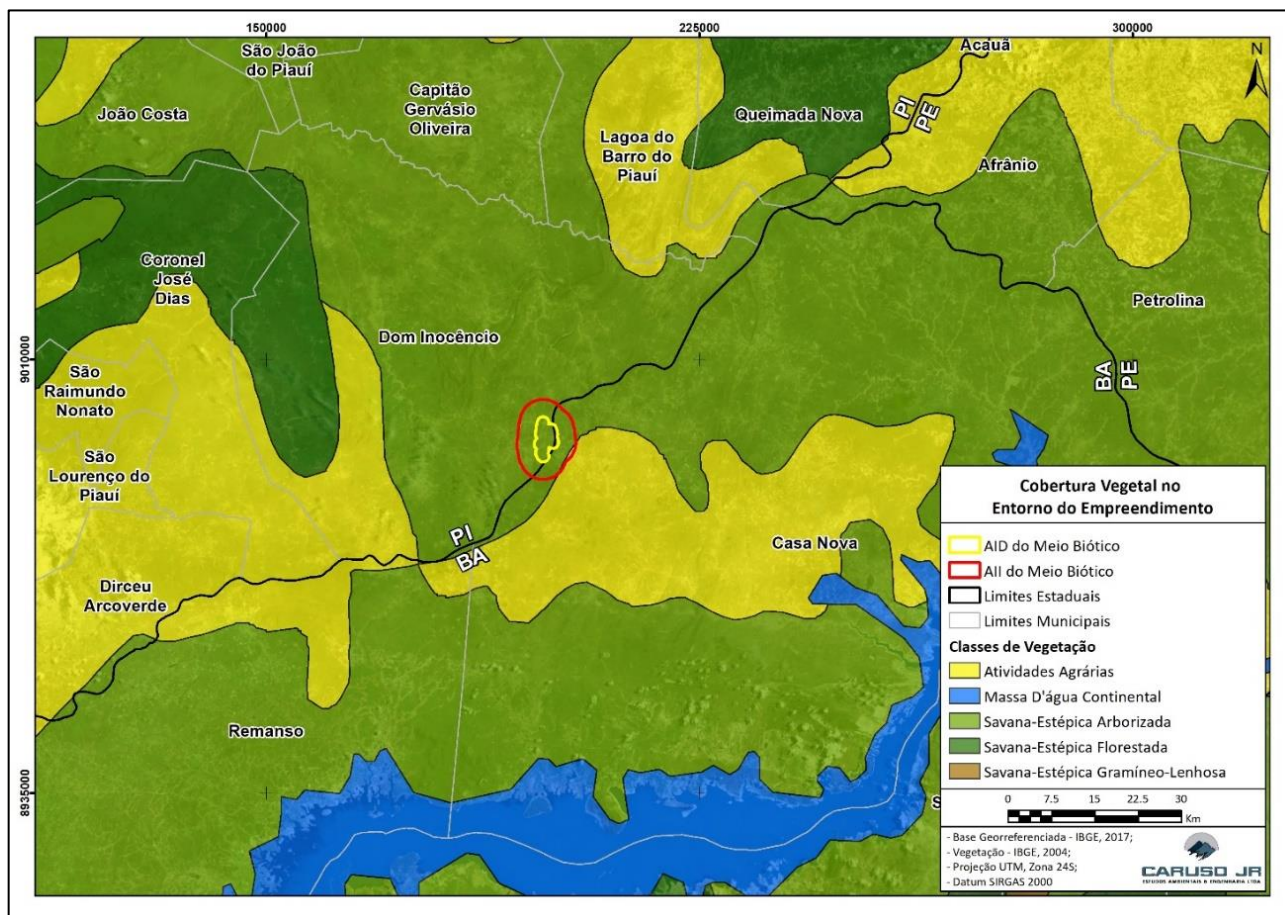 150000
225000
300000
São João
do Piauí
Acauã
N
Capitão
Gervásio
Oliveira
João Costa
Queimada Nova
PI
PE
Lagoa do
Barro do
Piauí
Afrânio
Coronel
José
Dias
Petrolina
Dom Inocêncio
9010000
São
Raimundo
Nonato
BA
PE
São
Lourenço do
Piauí
PI
BA
Casa Nova
Dirceu
Arcoverde
Remanso
8935000
S
Cobertura Vegetal no
Entorno do Empreendimento
AID do Meio Biótico
AII do Meio Biótico
Limites Estaduais
Limites Municipais
Classes de Vegetação
Atividades Agrárias
Massa D'água Continental
Savana-Estépica Arborizada
Savana-Estépica Florestada
Savana-Estépica Gramíneo-Lenhosa
0 7.5 15 22.5 30
Km
- Base Georreferenciada - IBGE, 2017;
- Vegetação - IBGE, 2004;
- Projeção UTM, Zona 24S;
- Datum SIRGAS 2000
CARUSO JR
ESTUDOS AMBIENTAIS & ENGENHARIA LTDA